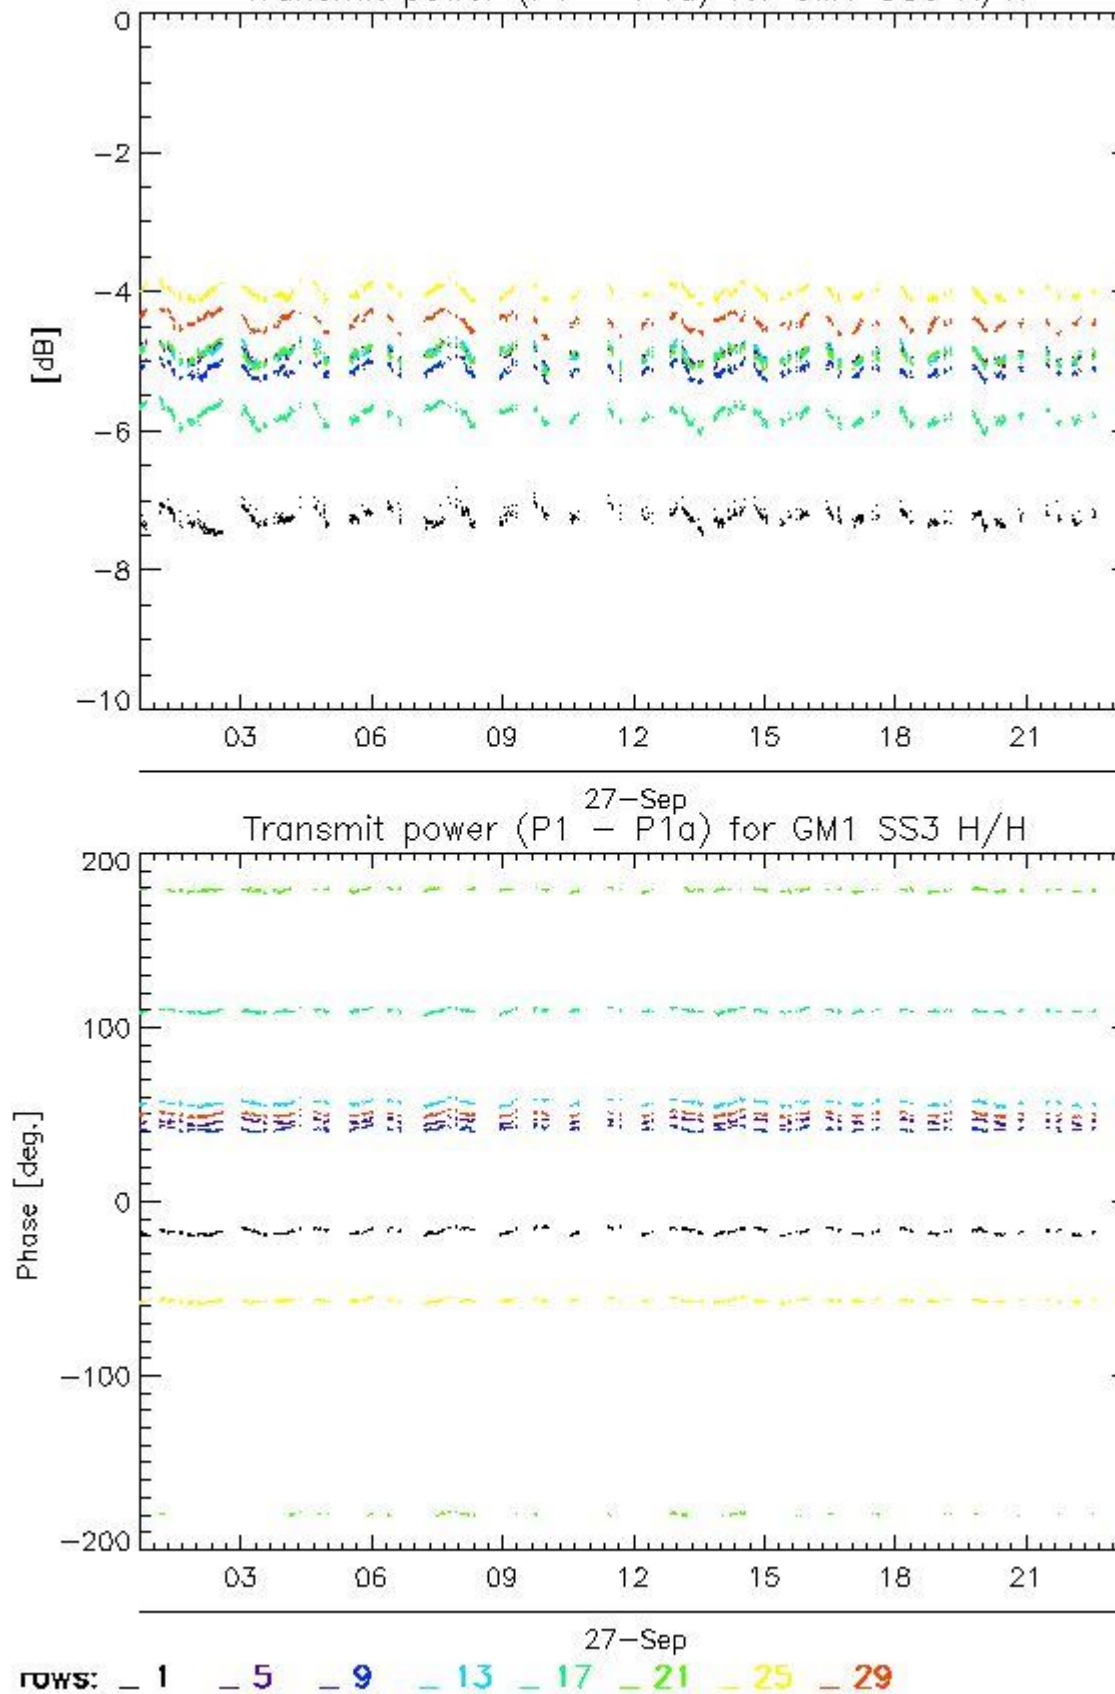 0
−2
−4
[dB]
−6
−8
−10
03 06 09 12 15 18 21
27−Sep
Transmit power (P1 − P1a) for GM1 SS3 H/H
200
100
Phase [deg.]
0
−100
−200
03 06 09 12 15 18 21
27−Sep
rows: _ 1 _ 5 _ 9 _ 13 _ 17 _ 21 _ 25 _ 29